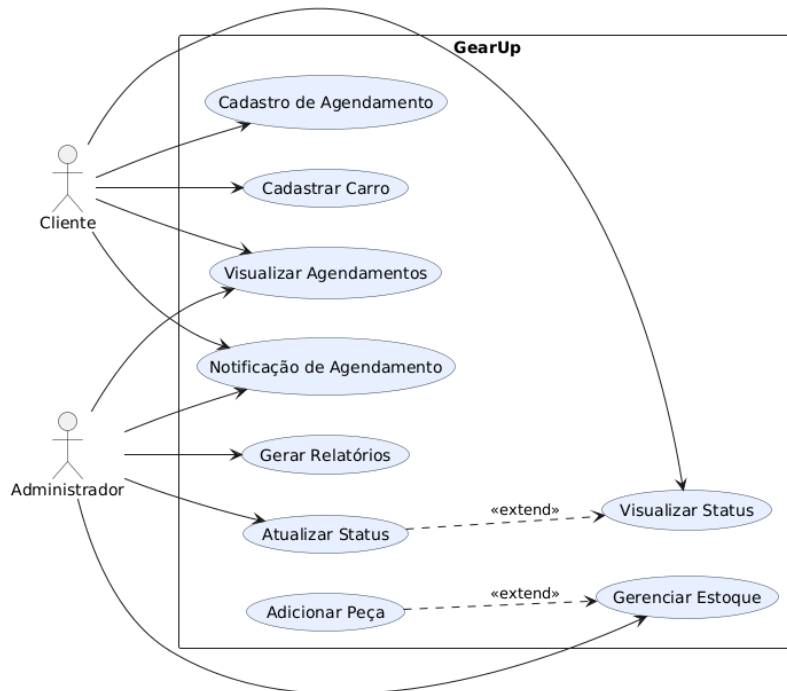 GearUp
Cadastro de Agendamento
Cadastrar Carro
Cliente
Visualizar Agendamentos
Notificação de Agendamento
Gerar Relatórios
Administrador
Atualizar Status
«extend»
Visualizar Status
Adicionar Peça
«extend»
Gerenciar Estoque